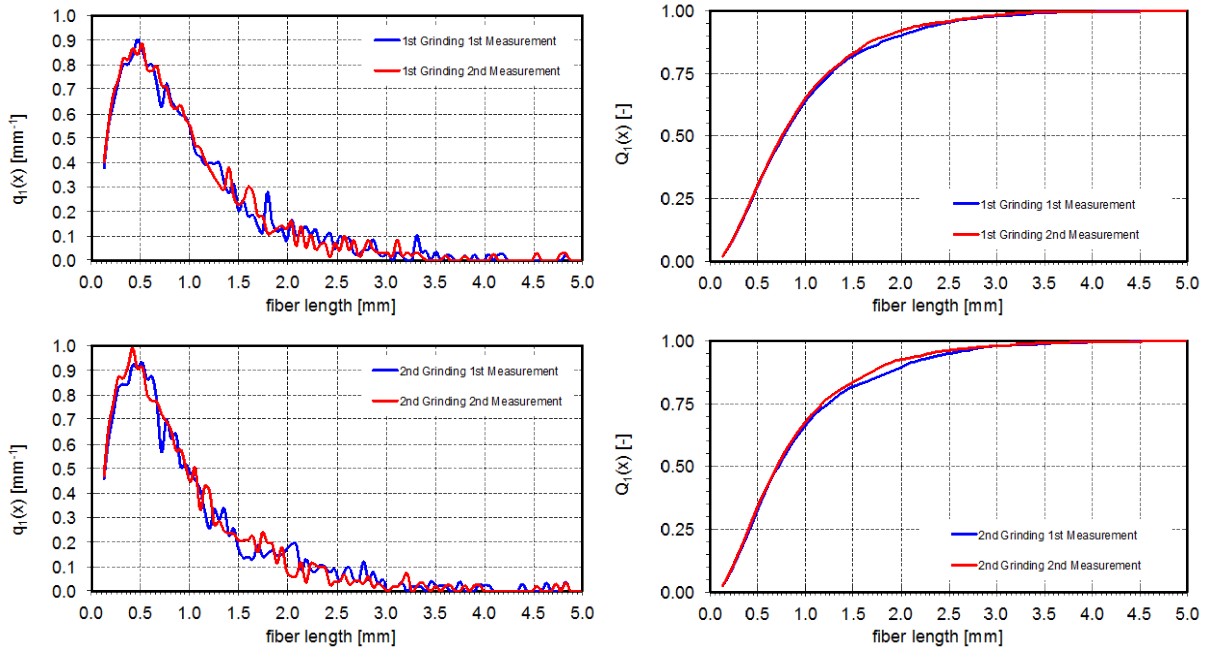 q₁(x) [mm⁻¹]
1.0
0.9
0.8
0.7
0.6
0.5
0.4
0.3
0.2
0.1
0.0
1st Grinding 1st Measurement
1st Grinding 2nd Measurement
0.0 0.5 1.0 1.5 2.0 2.5 3.0 3.5 4.0 4.5 5.0
fiber length [mm]
Q₁(x) [-]
1.00
0.75
0.50
0.25
0.00
1st Grinding 1st Measurement
1st Grinding 2nd Measurement
0.0 0.5 1.0 1.5 2.0 2.5 3.0 3.5 4.0 4.5 5.0
fiber length [mm]
q₁(x) [mm⁻¹]
1.0
0.9
0.8
0.7
0.6
0.5
0.4
0.3
0.2
0.1
0.0
2nd Grinding 1st Measurement
2nd Grinding 2nd Measurement
0.0 0.5 1.0 1.5 2.0 2.5 3.0 3.5 4.0 4.5 5.0
fiber length [mm]
Q₁(x) [-]
1.00
0.75
0.50
0.25
0.00
2nd Grinding 1st Measurement
2nd Grinding 2nd Measurement
0.0 0.5 1.0 1.5 2.0 2.5 3.0 3.5 4.0 4.5 5.0
fiber length [mm]